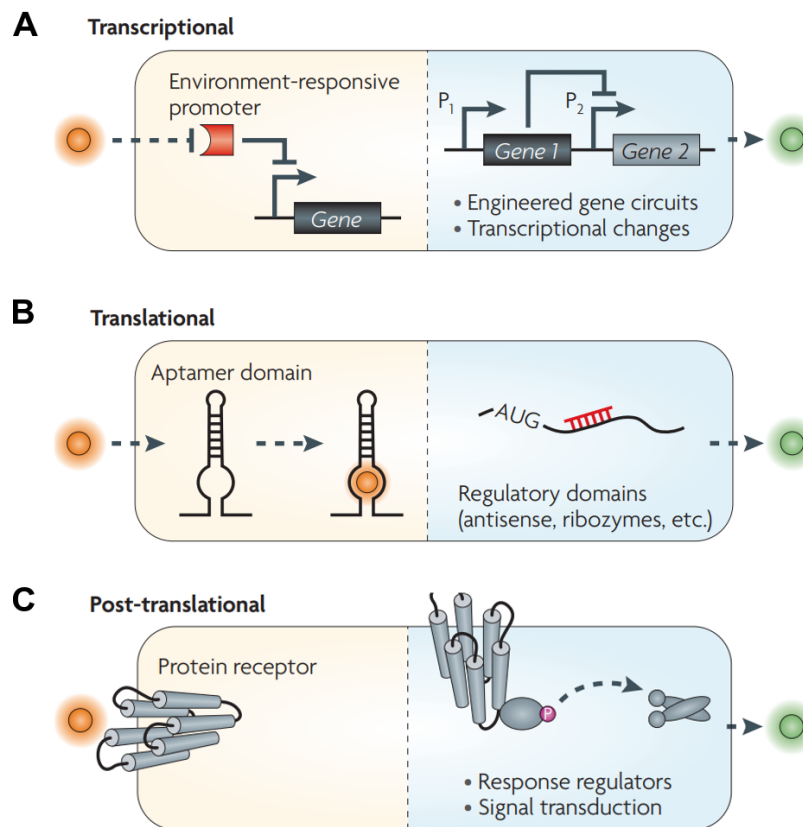 A
Transcriptional
Environment-responsive
promoter
Gene
P₁
P₂
Gene 1
Gene 2
• Engineered gene circuits
• Transcriptional changes
B
Translational
Aptamer domain
AUG
Regulatory domains
(antisense, ribozymes, etc.)
C
Post-translational
Protein receptor
P
• Response regulators
• Signal transduction